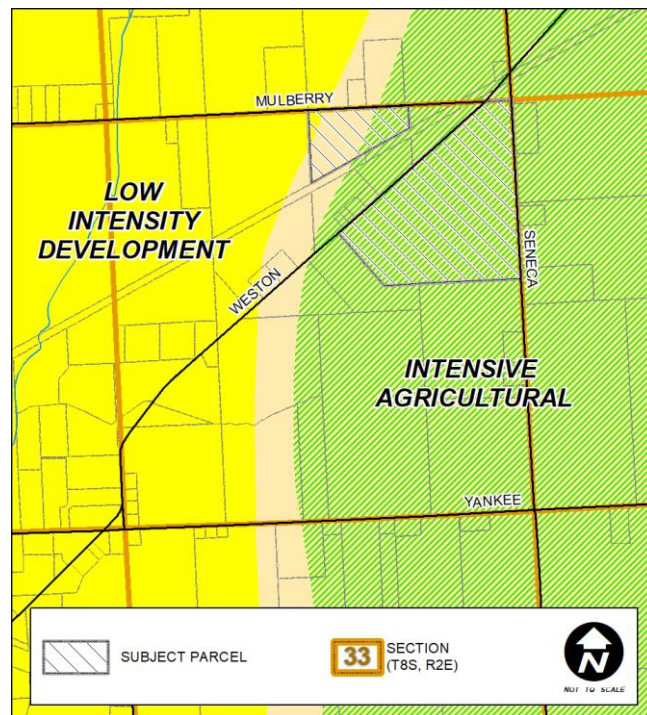 MULBERRY
LOW
INTENSITY
DEVELOPMENT
WESTON
SENECA
INTENSIVE
AGRICULTURAL
YANKEE
SUBJECT PARCEL
33
SECTION
(T8S, R2E)
N
NOT TO SCALE